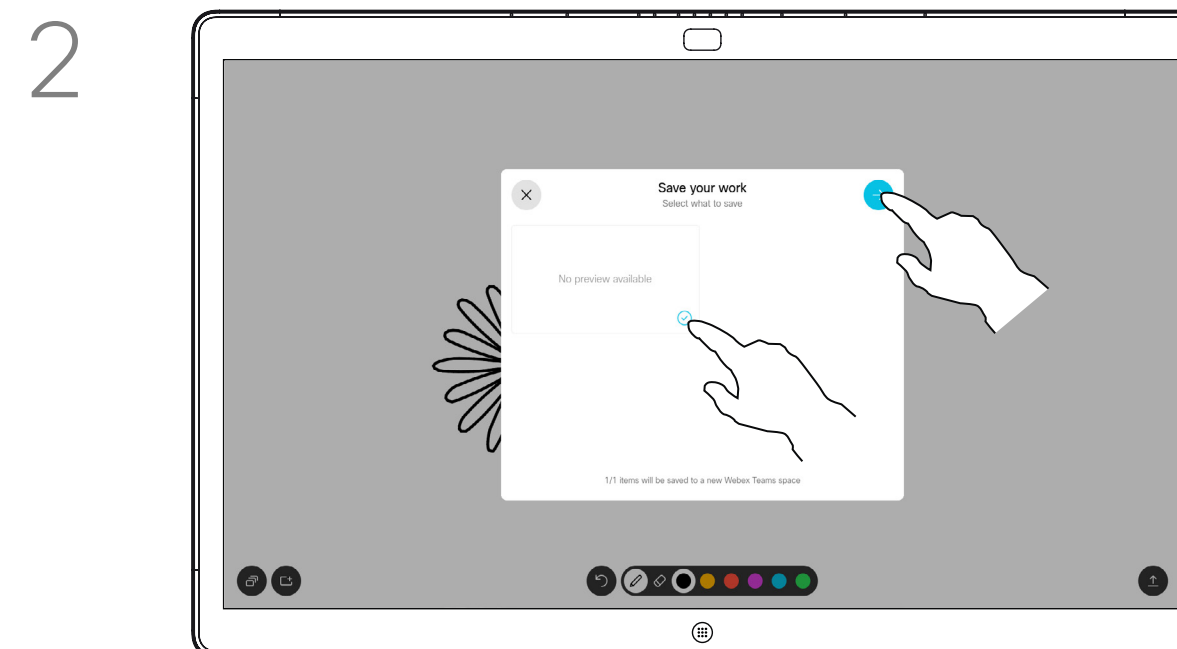 2
Save your work
Select what to save
No preview available
1/1 items will be saved to a new Webex Teams space